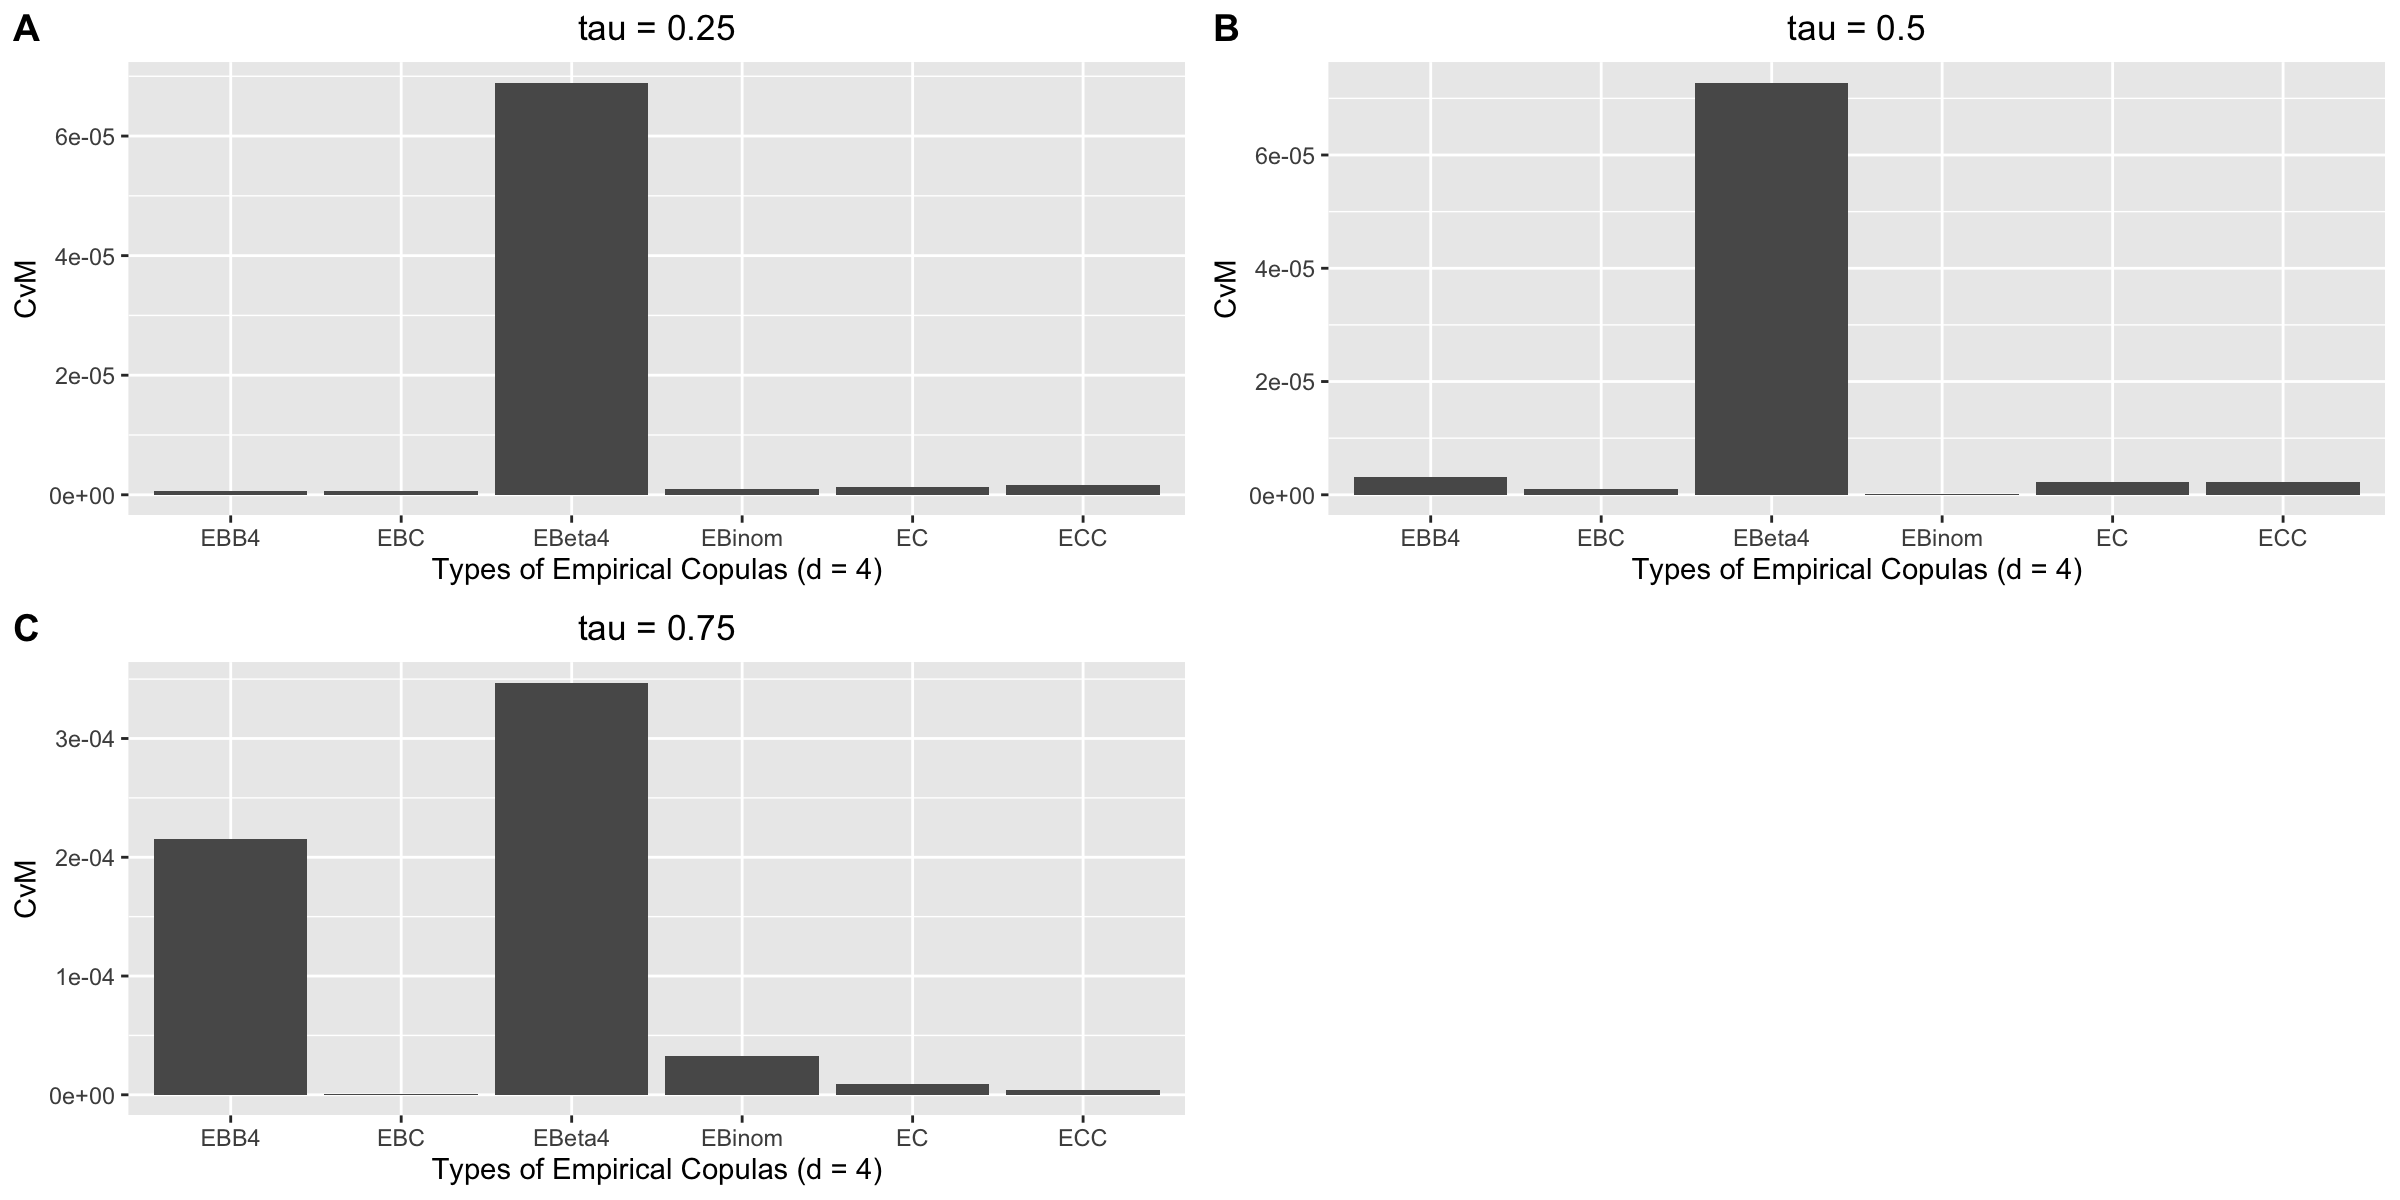 A
tau = 0.25
CvM
6e-05
4e-05
2e-05
0e+00
EBB4 EBC EBeta4 EBinom EC ECC
Types of Empirical Copulas (d = 4)
B
tau = 0.5
CvM
6e-05
4e-05
2e-05
0e+00
EBB4 EBC EBeta4 EBinom EC ECC
Types of Empirical Copulas (d = 4)
C
tau = 0.75
CvM
3e-04
2e-04
1e-04
0e+00
EBB4 EBC EBeta4 EBinom EC ECC
Types of Empirical Copulas (d = 4)